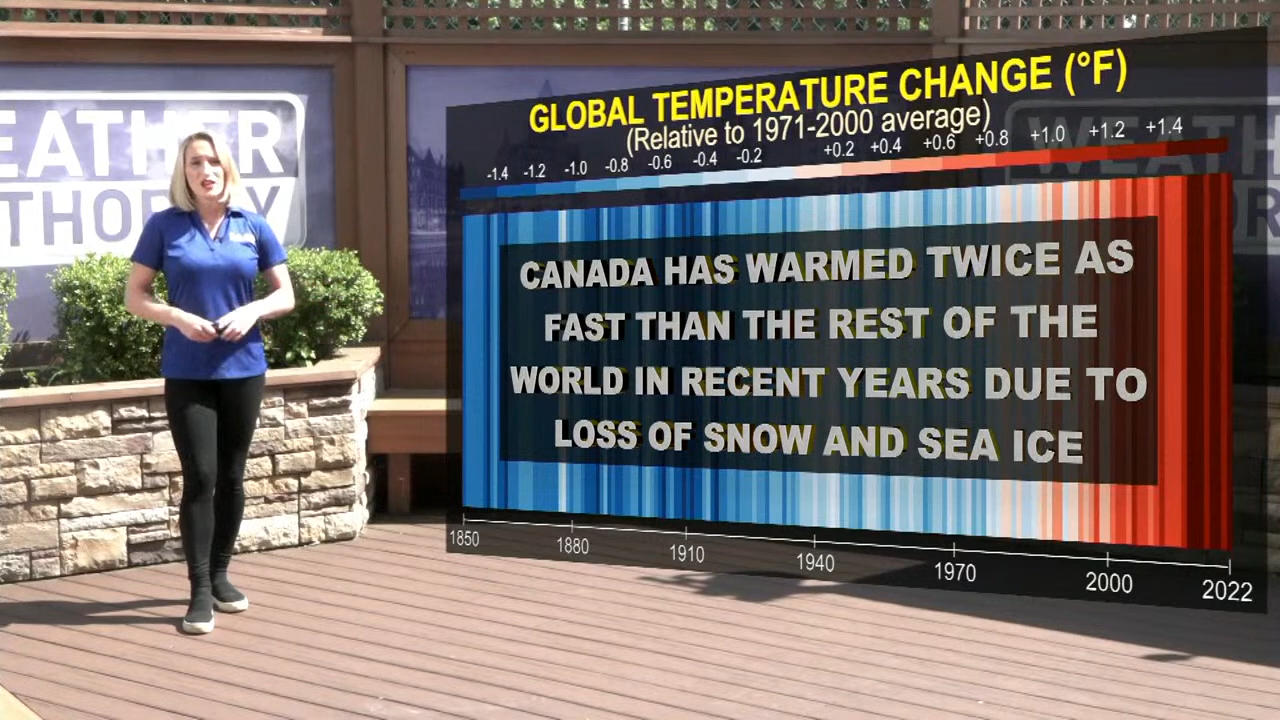 GLOBAL TEMPERATURE CHANGE (°F)
(Relative to 1971-2000 average)
-1.4 -1.2 -1.0 -0.8 -0.6 -0.4 -0.2 +0.2 +0.4 +0.6 +0.8 +1.0 +1.2 +1.4
EATHER
THORITY
WEATH
CANADA HAS WARMED TWICE AS
FAST THAN THE REST OF THE
WORLD IN RECENT YEARS DUE TO
LOSS OF SNOW AND SEA ICE
1850 1880 1910 1940 1970 2000 2022